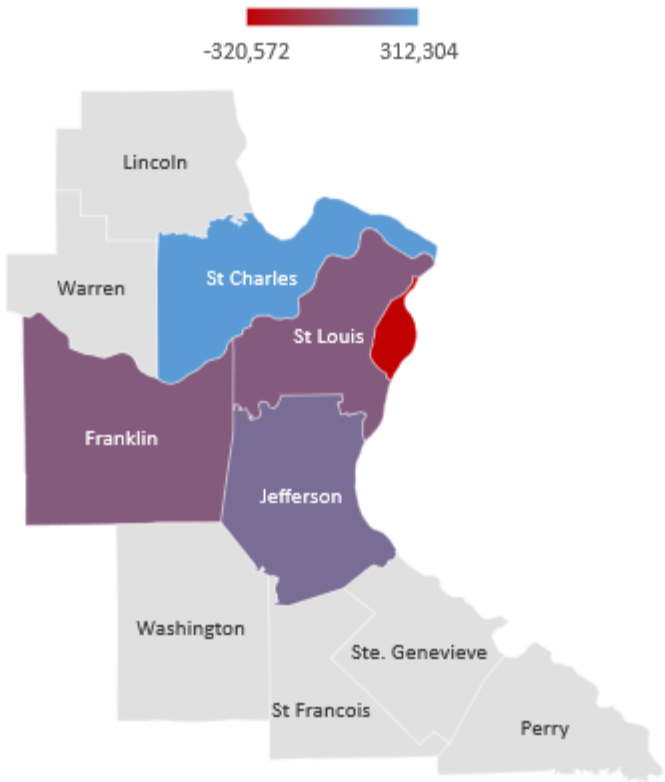 -320,572 312,304
Lincoln
St Charles
Warren
St Louis
Franklin
Jefferson
Washington
Ste. Genevieve
St Francois
Perry